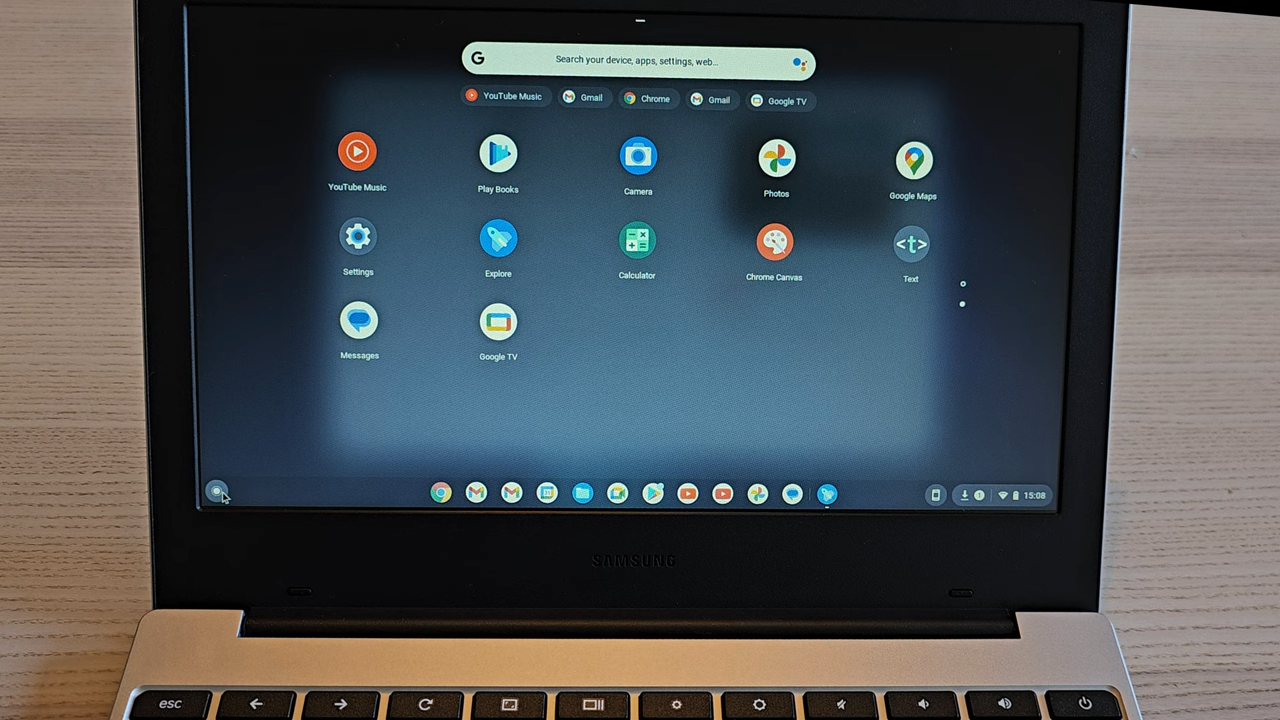 G Search your device, apps, settings, web...
YouTube Music Gmail Chrome Gmail Google TV
YouTube Music Play Books Camera Photos Google Maps
Settings Explore Calculator Chrome Canvas <t> Text
Messages Google TV
15:08
SAMSUNG
esc